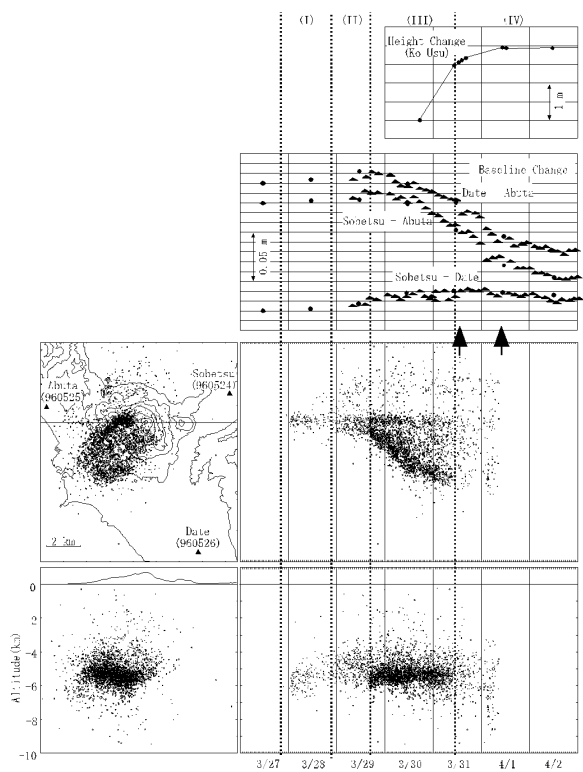 (I) (II) (III) (IV)
Height Change
(Ko Usu)
1 m
Baseline Change
Date - Abuta
Sobetsu - Abuta
0.05 m
Sobetsu - Date
Abuta
(960525)
Sobetsu
(960524)
Date
(960526)
2 km
0
-2
-4
-6
-8
-10
Altitude(km)
3/27 3/28 3/29 3/30 3/31 4/1 4/2